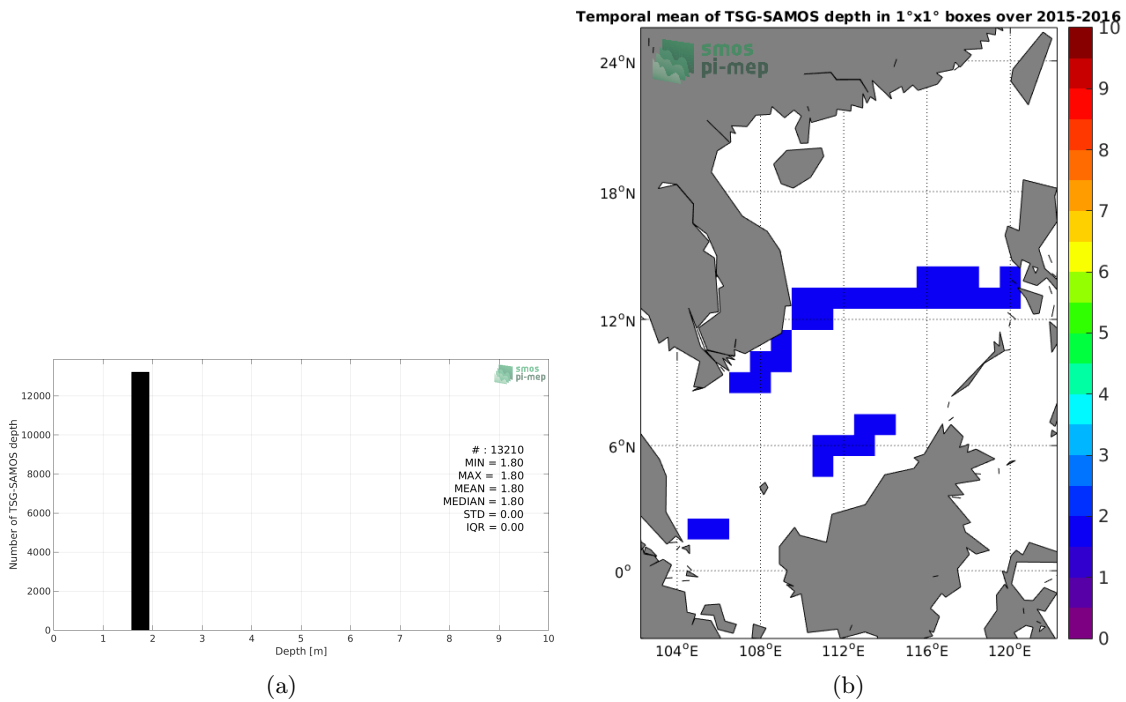 smos
pi-mep
Number of TSG-SAMOS depth
12000
10000
8000
6000
4000
2000
0
# : 13210
MIN = 1.80
MAX = 1.80
MEAN = 1.80
MEDIAN = 1.80
STD = 0.00
IQR = 0.00
0 1 2 3 4 5 6 7 8 9 10
Depth [m]
(a)
Temporal mean of TSG-SAMOS depth in 1°x1° boxes over 2015-2016
smos
pi-mep
24°N
18°N
12°N
6°N
0°
104°E 108°E 112°E 116°E 120°E
10
9
8
7
6
5
4
3
2
1
0
(b)